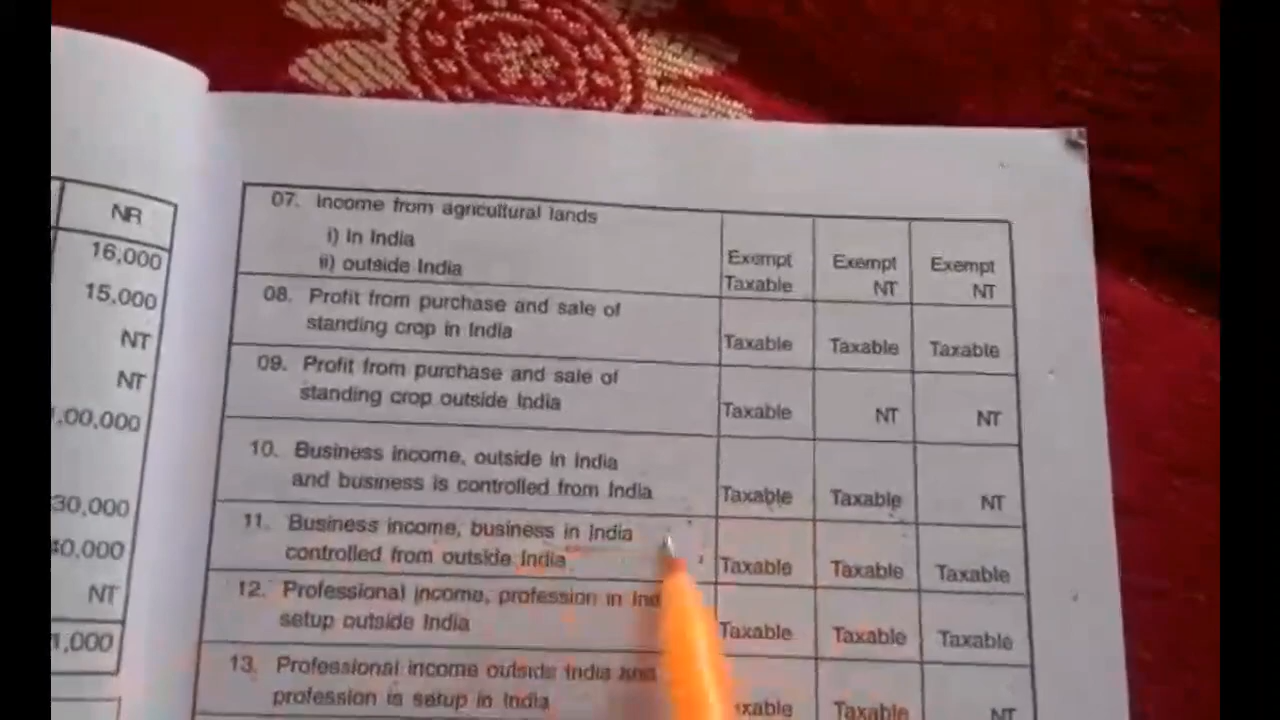 NR
16,000
15,000
NT
NT
,00,000
30,000
40,000
NT
1,000
07. Income from agricultural lands
i) In India
Exempt Exempt Exempt
ii) outside India
Taxable NT NT
08. Profit from purchase and sale of
standing crop in India
Taxable Taxable Taxable
09. Profit from purchase and sale of
standing crop outside India
Taxable NT NT
10. Business income, outside in India
and business is controlled from India
Taxable Taxable NT
11. Business income, business in India
controlled from outside India
Taxable Taxable Taxable
12. Professional income, profession in Ind
setup outside India
Taxable Taxable Taxable
13. Professional income outside India and
profession is setup in India
xable Taxable NT